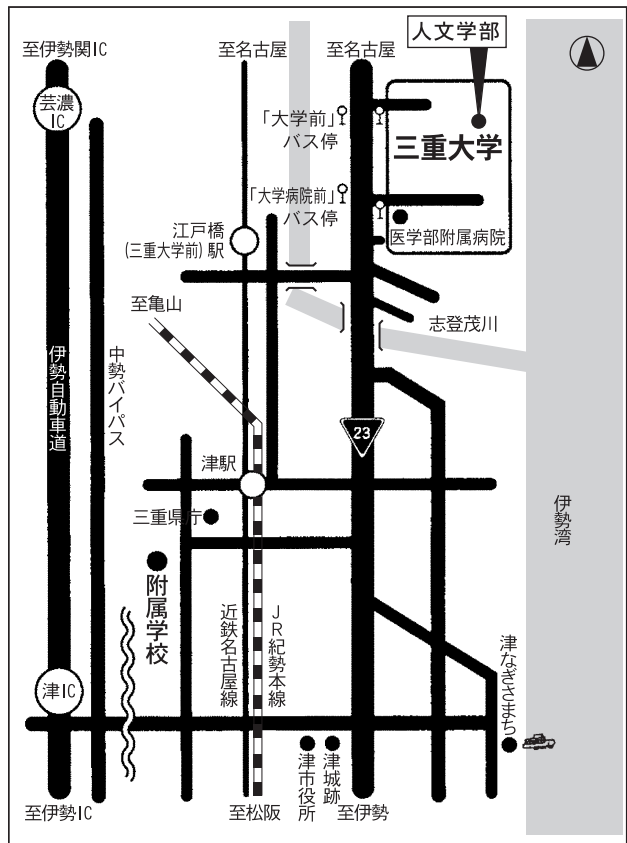 人文学部
至伊勢関IC
至名古屋
至名古屋
芸濃
IC
「大学前」
バス停
三重大学
「大学病院前」
バス停
江戸橋
(三重大学前)駅
医学部附属病院
至亀山
志登茂川
伊勢自動車道
中勢バイパス
23
津駅
三重県庁
伊勢湾
附属学校
近鉄名古屋線
JR紀勢本線
津なぎさまち
津IC
津市役所
津城跡
至伊勢IC
至松阪
至伊勢